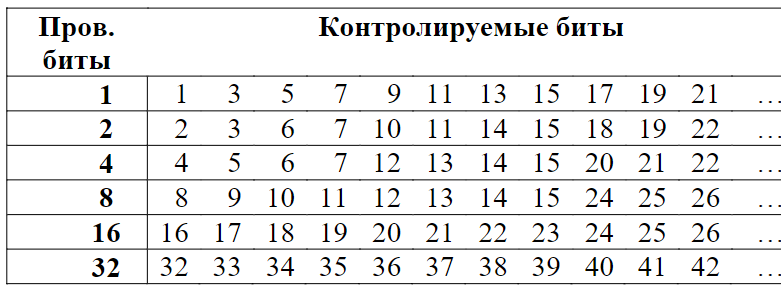 Пров. биты Контролируемые биты
1 1 3 5 7 9 11 13 15 17 19 21 …
2 2 3 6 7 10 11 14 15 18 19 22 …
4 4 5 6 7 12 13 14 15 20 21 22 …
8 8 9 10 11 12 13 14 15 24 25 26 …
16 16 17 18 19 20 21 22 23 24 25 26 …
32 32 33 34 35 36 37 38 39 40 41 42 …